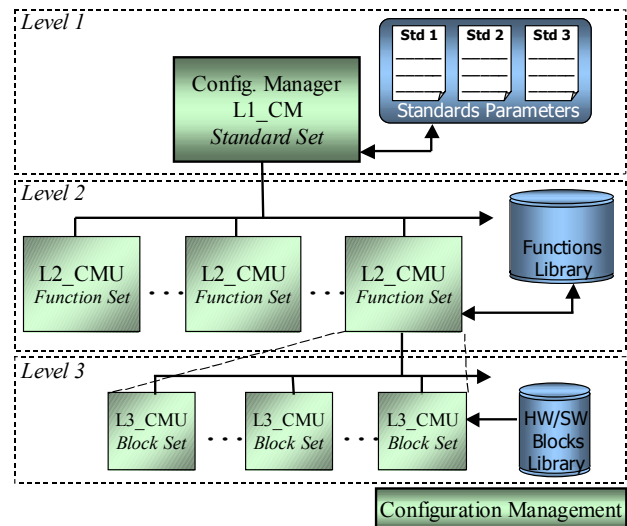 Level 1
Std 1
Std 2
Std 3
Standards Parameters
Config. Manager
L1_CM
Standard Set
Level 2
L2_CMU
Function Set
L2_CMU
Function Set
L2_CMU
Function Set
Functions
Library
Level 3
L3_CMU
Block Set
L3_CMU
Block Set
L3_CMU
Block Set
HW/SW
Blocks
Library
Configuration Management